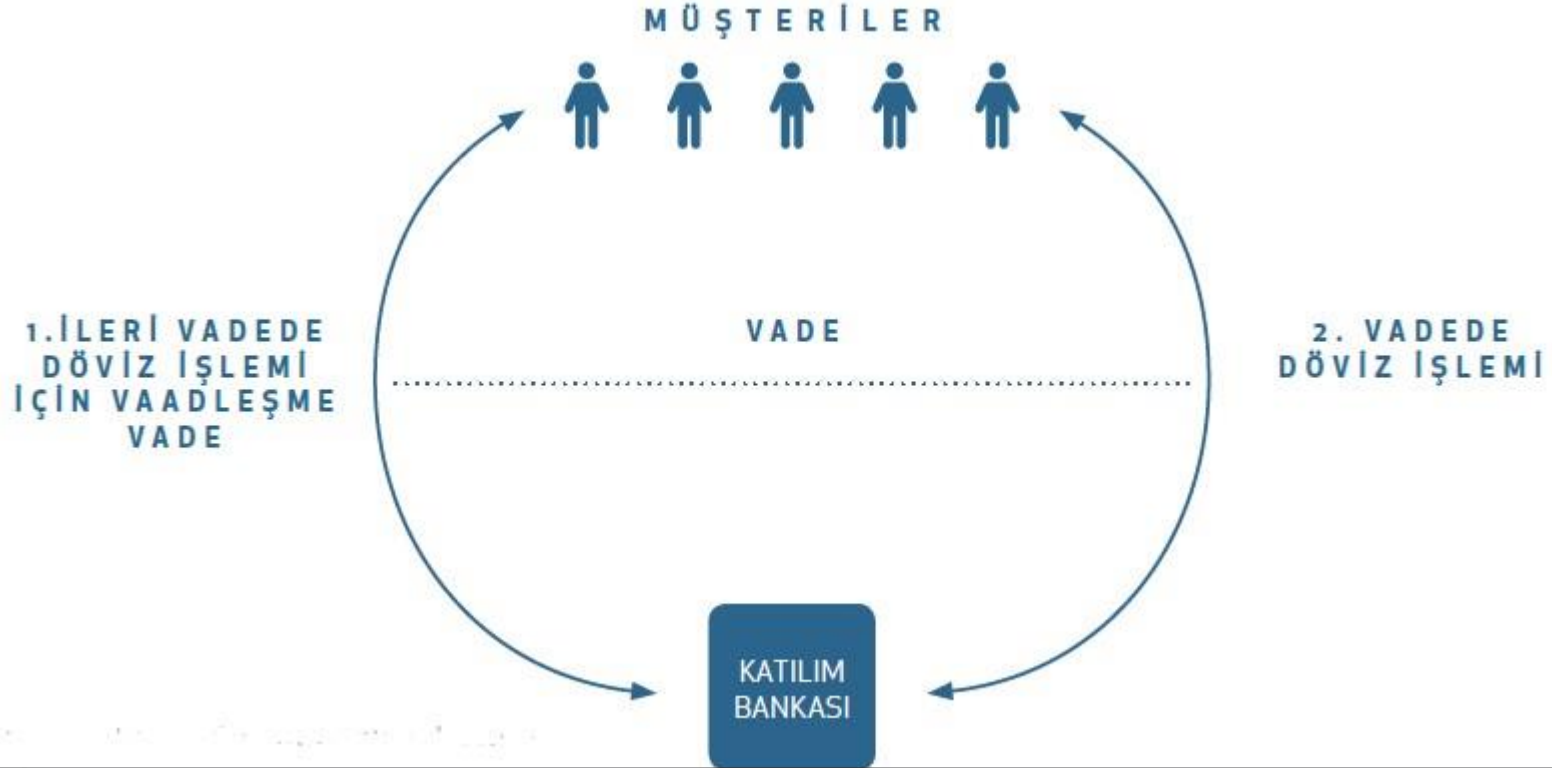 MÜŞTERİLER
1.İLERİ VADEDE
DÖVİZ İŞLEMİ
İÇİN VAADLEŞME
VADE
VADE
2. VADEDE
DÖVİZ İŞLEMİ
KATILIM
BANKASI